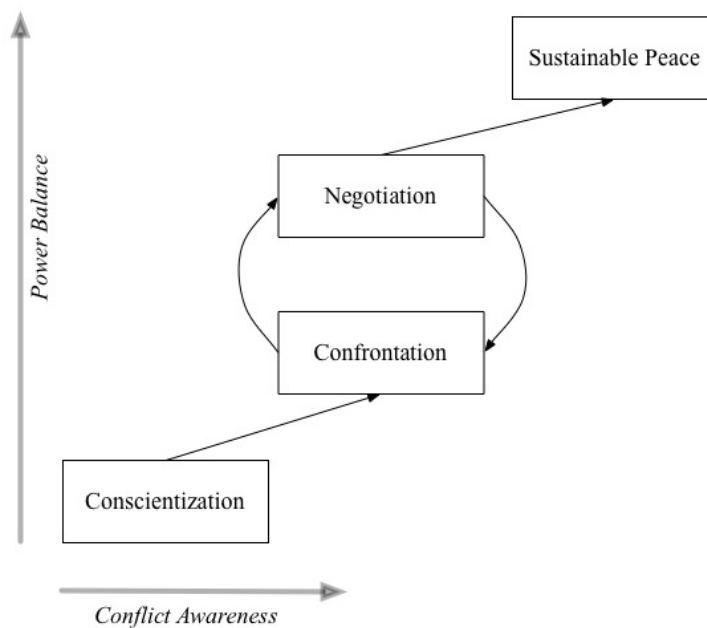 Sustainable Peace
Negotiation
Power Balance
Confrontation
Conscientization
Conflict Awareness